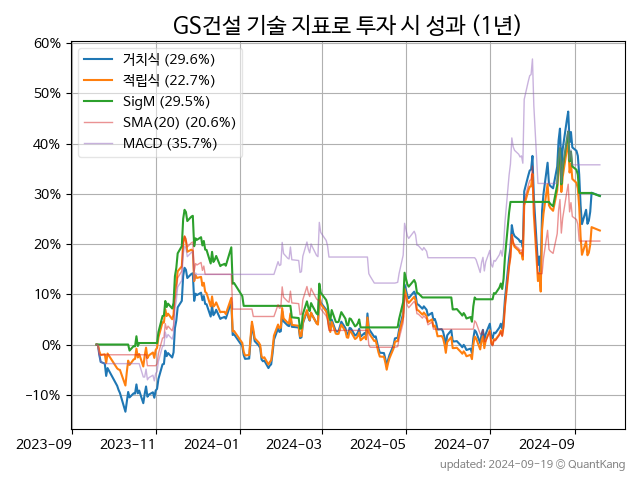 GS건설 기술 지표로 투자 시 성과 (1년)
60%
50%
40%
30%
20%
10%
0%
−10%
거치식 (29.6%)
적립식 (22.7%)
SigM (29.5%)
SMA(20) (20.6%)
MACD (35.7%)
2023-09 2023-11 2024-01 2024-03 2024-05 2024-07 2024-09
updated: 2024-09-19 © QuantKang